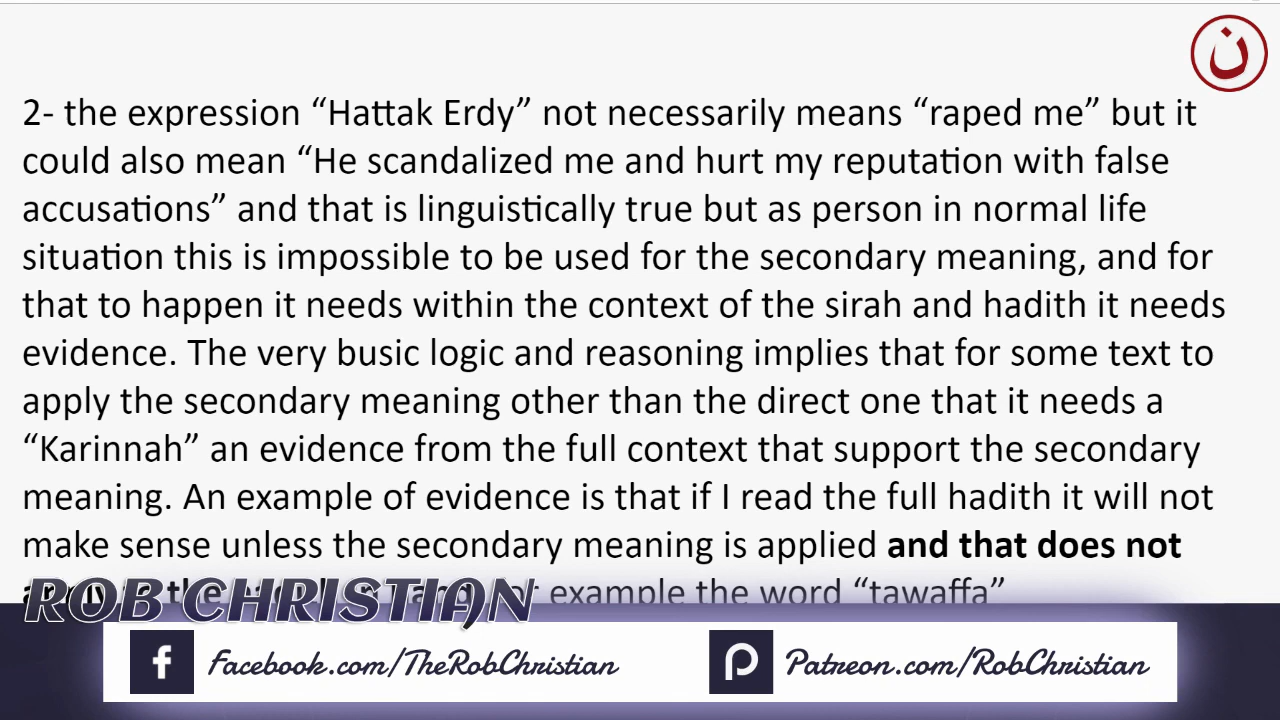 ن
2- the expression “Hattak Erdy” not necessarily means “raped me” but it
could also mean “He scandalized me and hurt my reputation with false
accusations” and that is linguistically true but as person in normal life
situation this is impossible to be used for the secondary meaning, and for
that to happen it needs within the context of the sirah and hadith it needs
evidence. The very busic logic and reasoning implies that for some text to
apply the secondary meaning other than the direct one that it needs a
“Karinnah” an evidence from the full context that support the secondary
meaning. An example of evidence is that if I read the full hadith it will not
make sense unless the secondary meaning is applied and that does not
example the word “tawaffa”
ROB CHRISTIAN
f Facebook.com/TheRobChristian
Patreon.com/RobChristian